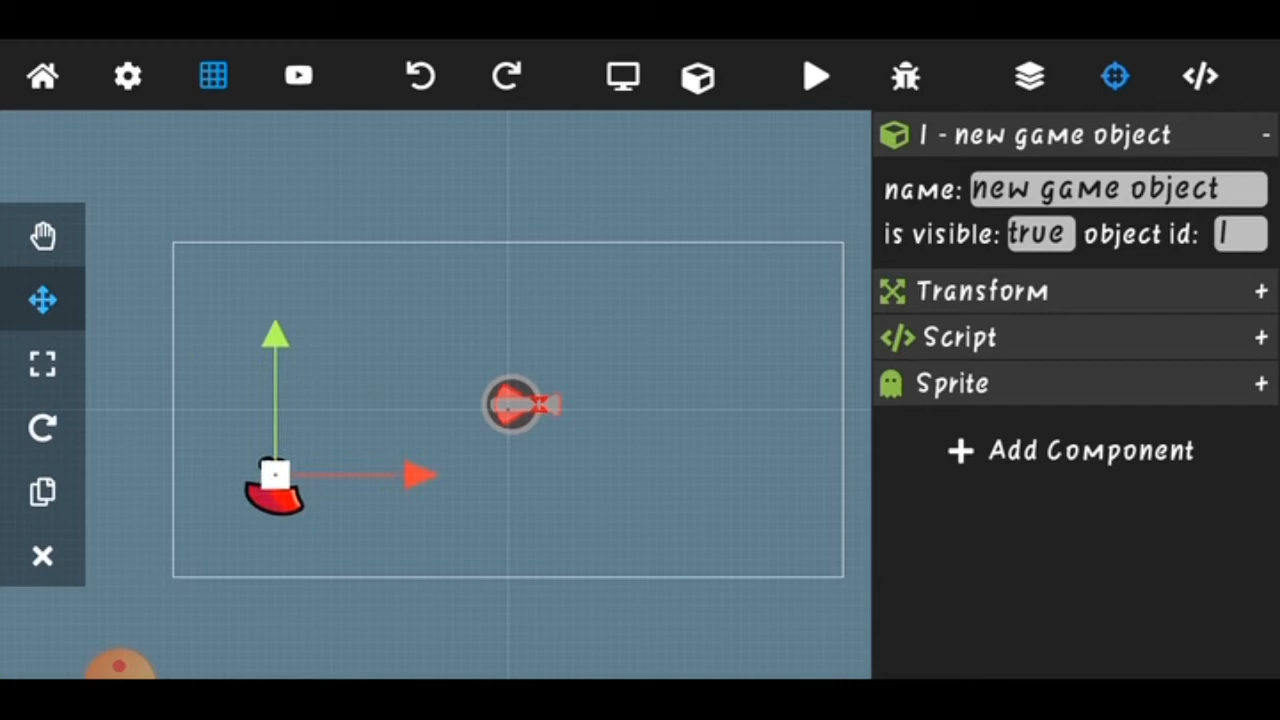 1 - new game object -
name: new game object
is visible: true object id: 1
Transform +
Script +
Sprite +
+ Add Component